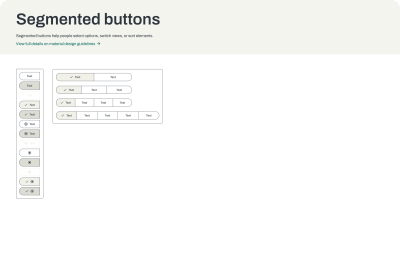 Segmented buttons
Segmented buttons help people select options, switch views, or sort elements.
View full details on material design guidelines →
Text
Text
Text
Text
Text
Text
Text Text
Text Text Text
Text Text Text Text
Text Text Text Text Text